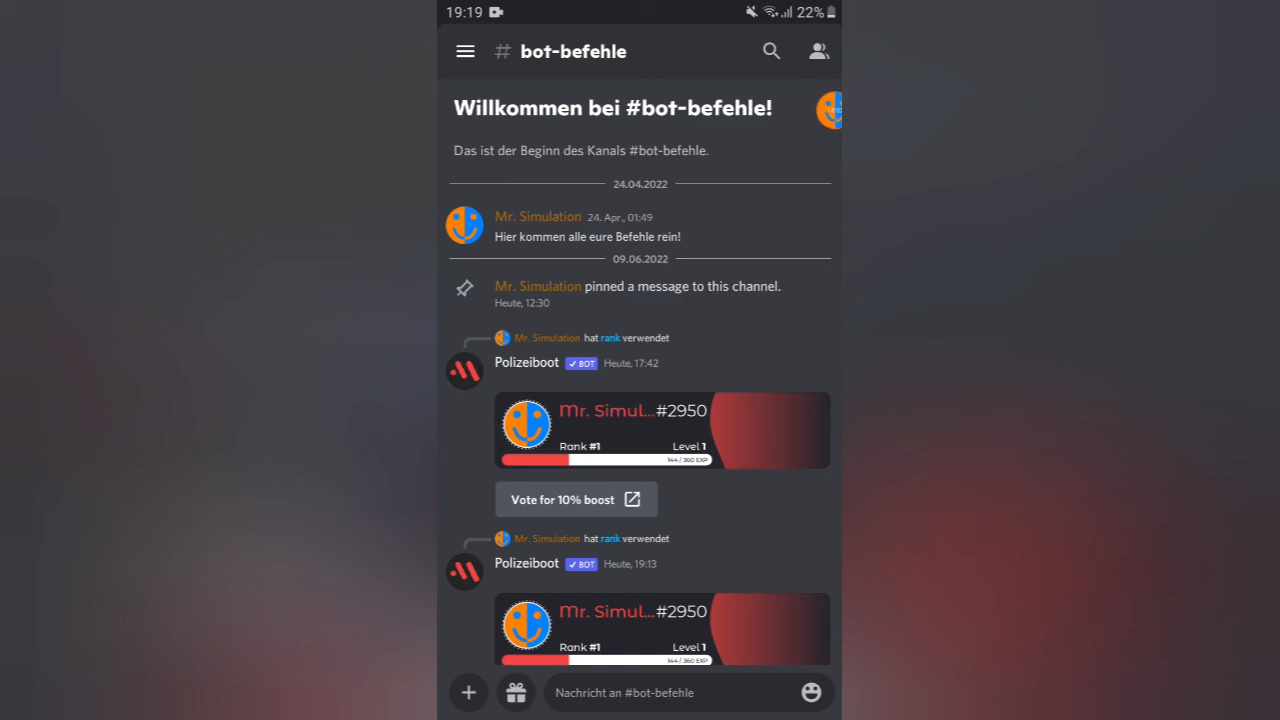 19:19
22%
# bot-befehle
Willkommen bei #bot-befehle!
Das ist der Beginn des Kanals #bot-befehle.
24.04.2022
Mr. Simulation 24. Apr., 01:49
Hier kommen alle eure Befehle rein!
09.06.2022
Mr. Simulation pinned a message to this channel.
Heute, 12:30
Mr. Simulation hat rank verwendet
Polizeiboot ✓ BOT Heute, 17:42
Mr. Simul...#2950
Rank #1 Level 1
144 / 360 EXP
Vote for 10% boost
Mr. Simulation hat rank verwendet
Polizeiboot ✓ BOT Heute, 19:13
Mr. Simul...#2950
Rank #1 Level 1
144 / 360 EXP
Nachricht an #bot-befehle